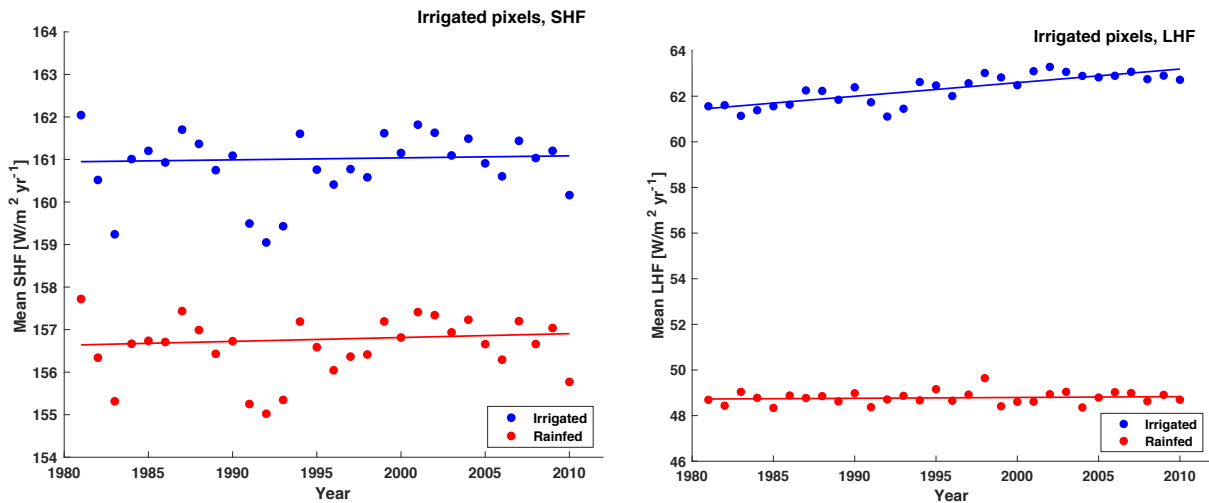 Irrigated pixels, SHF
164
163
162
161
160
159
158
157
156
155
154
Mean SHF [W/m² yr⁻¹]
Irrigated
Rainfed
1980 1985 1990 1995 2000 2005 2010
Year
Irrigated pixels, LHF
64
62
60
58
56
54
52
50
48
46
Mean LHF [W/m² yr⁻¹]
Irrigated
Rainfed
1980 1985 1990 1995 2000 2005 2010
Year